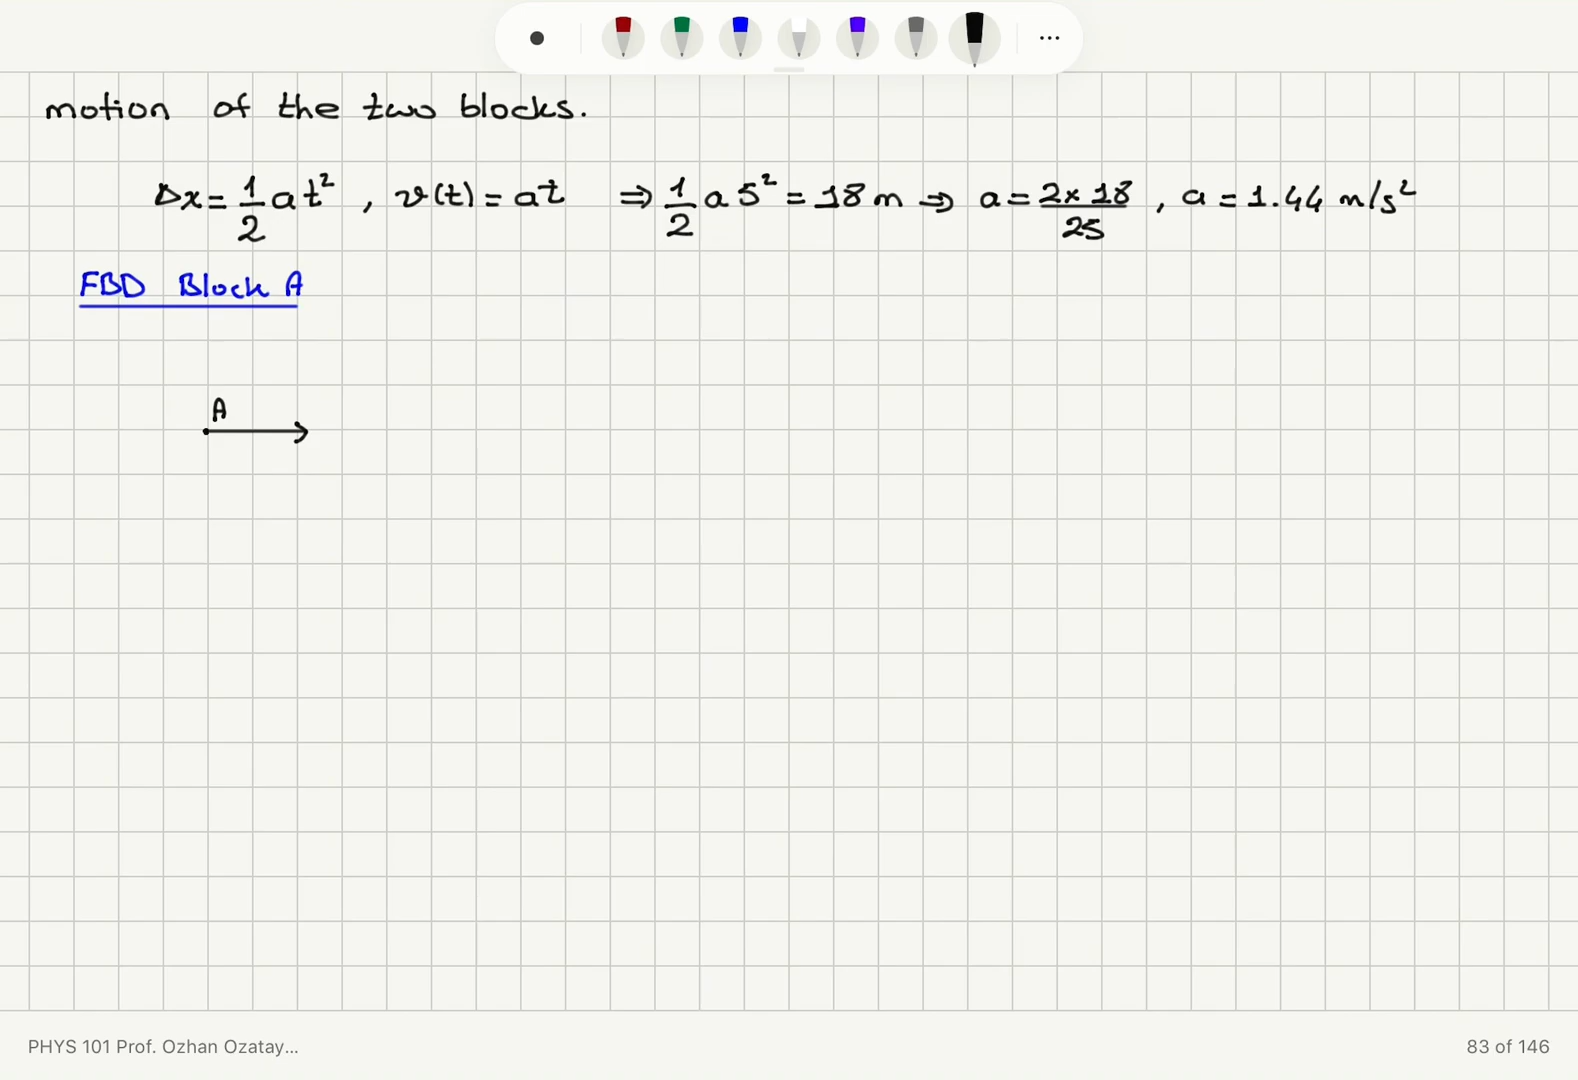 motion of the two blocks.
Δx = 1/2 a t² , v(t) = at ⇒ 1/2 a 5² = 18 m ⇒ a = 2 x 18/25 , a = 1.44 m/s²
FBD Block A
A
PHYS 101 Prof. Ozhan Ozatay...
83 of 146